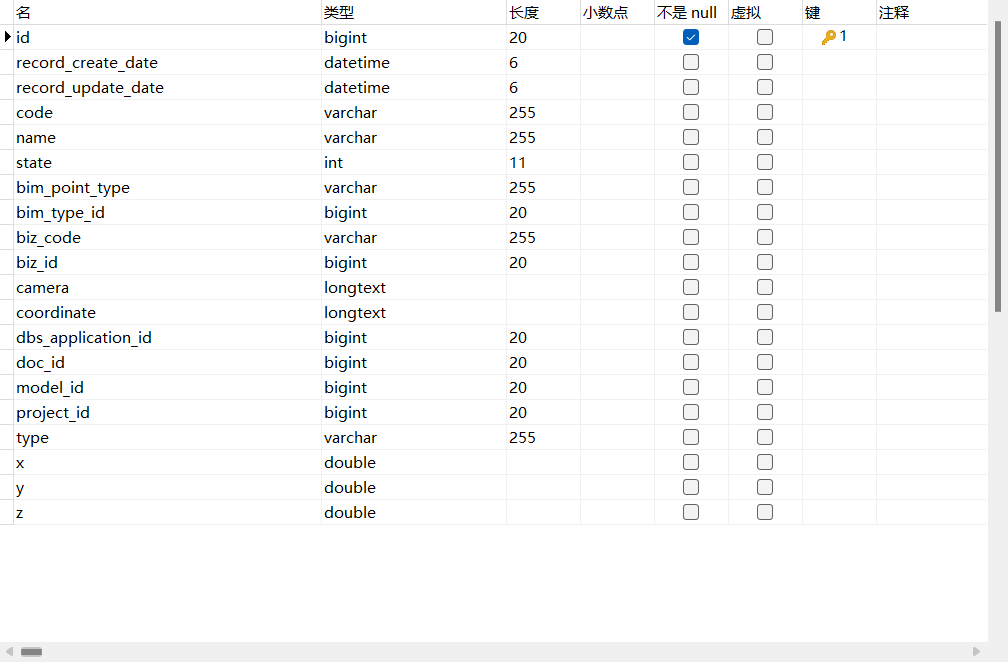 名 类型 长度 小数点 不是 null 虚拟 键 注释
id bigint 20 1
record_create_date datetime 6
record_update_date datetime 6
code varchar 255
name varchar 255
state int 11
bim_point_type varchar 255
bim_type_id bigint 20
biz_code varchar 255
biz_id bigint 20
camera longtext
coordinate longtext
dbs_application_id bigint 20
doc_id bigint 20
model_id bigint 20
project_id bigint 20
type varchar 255
x double
y double
z double